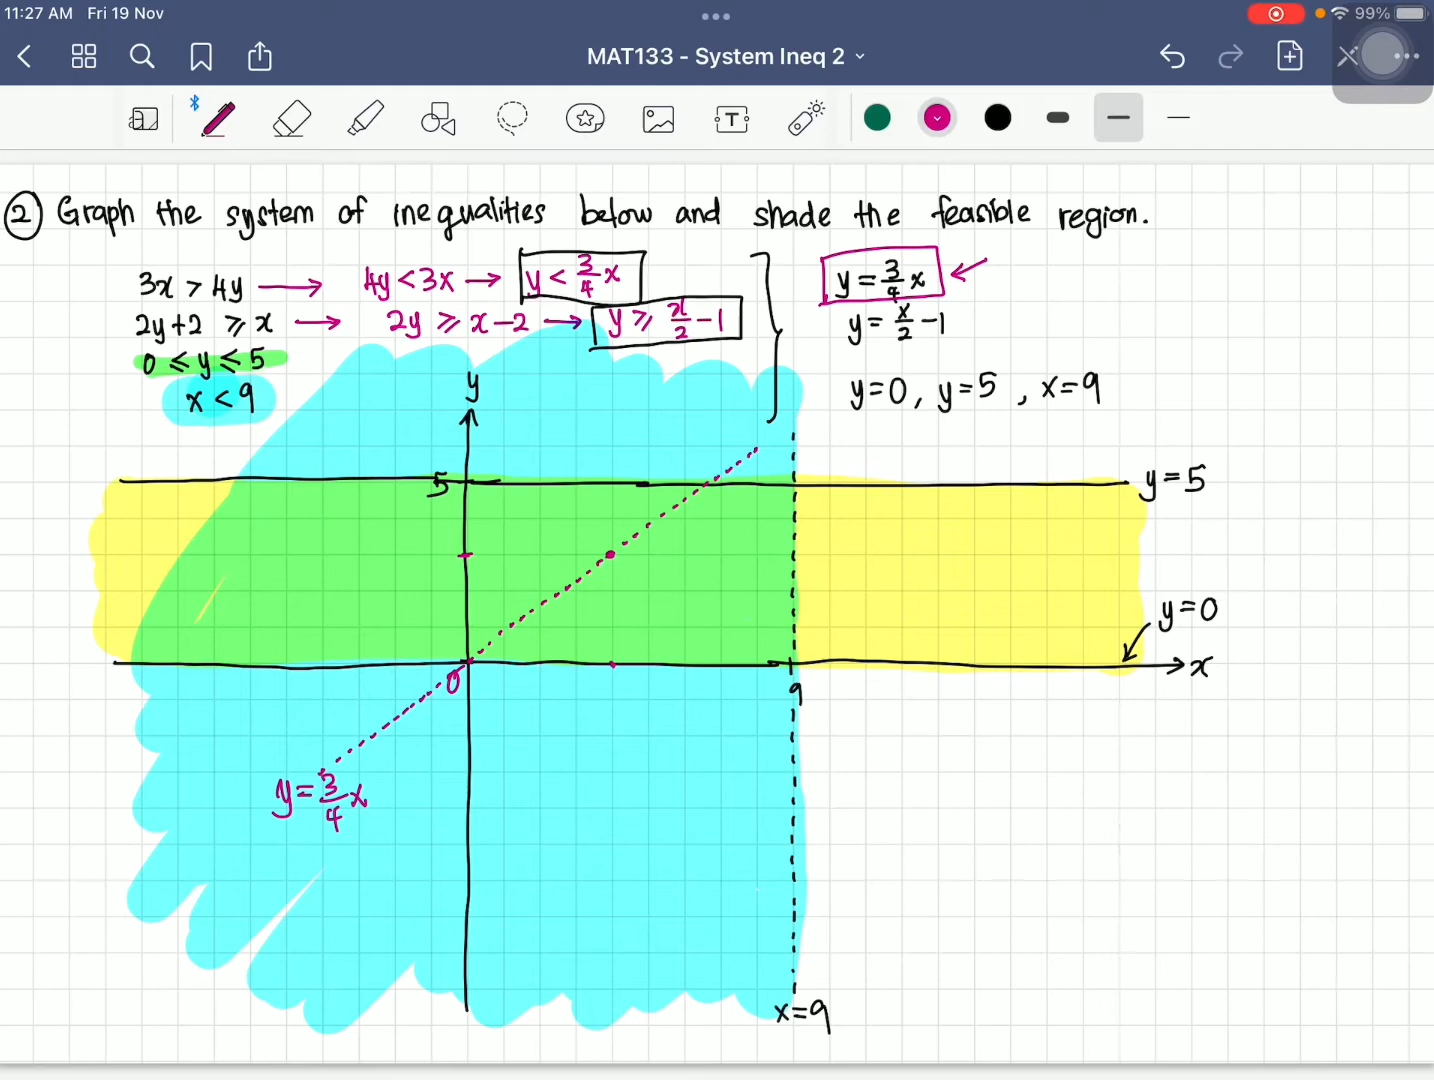 11:27 AM Fri 19 Nov
99%
MAT133 - System Ineq 2
T
② Graph the system of inequalities below and shade the feasible region.
3x > 4y → 4y < 3x → y < 3/4 x
y = 3/4 x ←
2y + 2 ≥ x → 2y ≥ x - 2 → y ≥ x/2 - 1
y = x/2 - 1
0 ≤ y ≤ 5
x < 9
y = 0, y = 5, x = 9
y
5
y = 5
y = 0
x
0
9
y = 3/4 x
x = 9